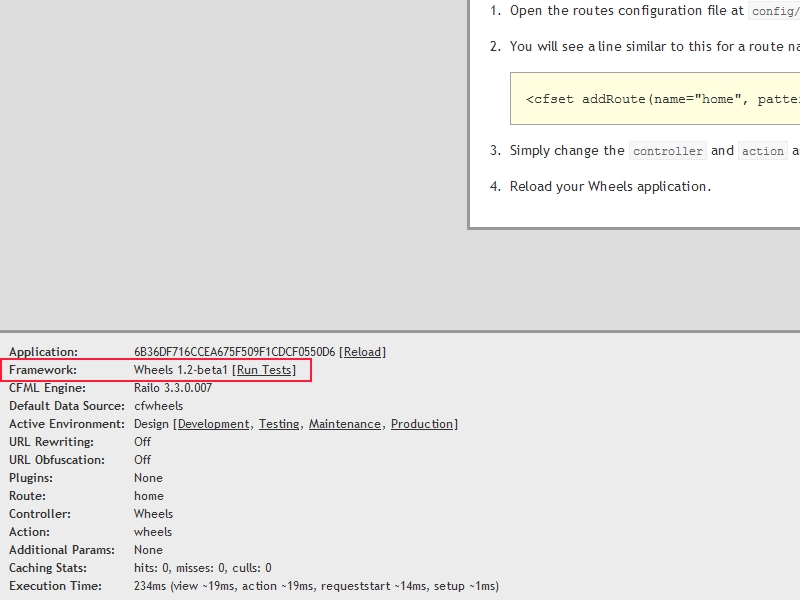 1. Open the routes configuration file at config/
2. You will see a line similar to this for a route na
<cfset addRoute(name="home", patte
3. Simply change the controller and action a
4. Reload your Wheels application.
Application: 6B36DF716CCEA675F509F1CDCF0550D6 [Reload]
Framework: Wheels 1.2-beta1 [Run Tests]
CFML Engine: Railo 3.3.0.007
Default Data Source: cfwheels
Active Environment: Design [Development, Testing, Maintenance, Production]
URL Rewriting: Off
URL Obfuscation: Off
Plugins: None
Route: home
Controller: Wheels
Action: wheels
Additional Params: None
Caching Stats: hits: 0, misses: 0, culls: 0
Execution Time: 234ms (view ~19ms, action ~19ms, requeststart ~14ms, setup ~1ms)